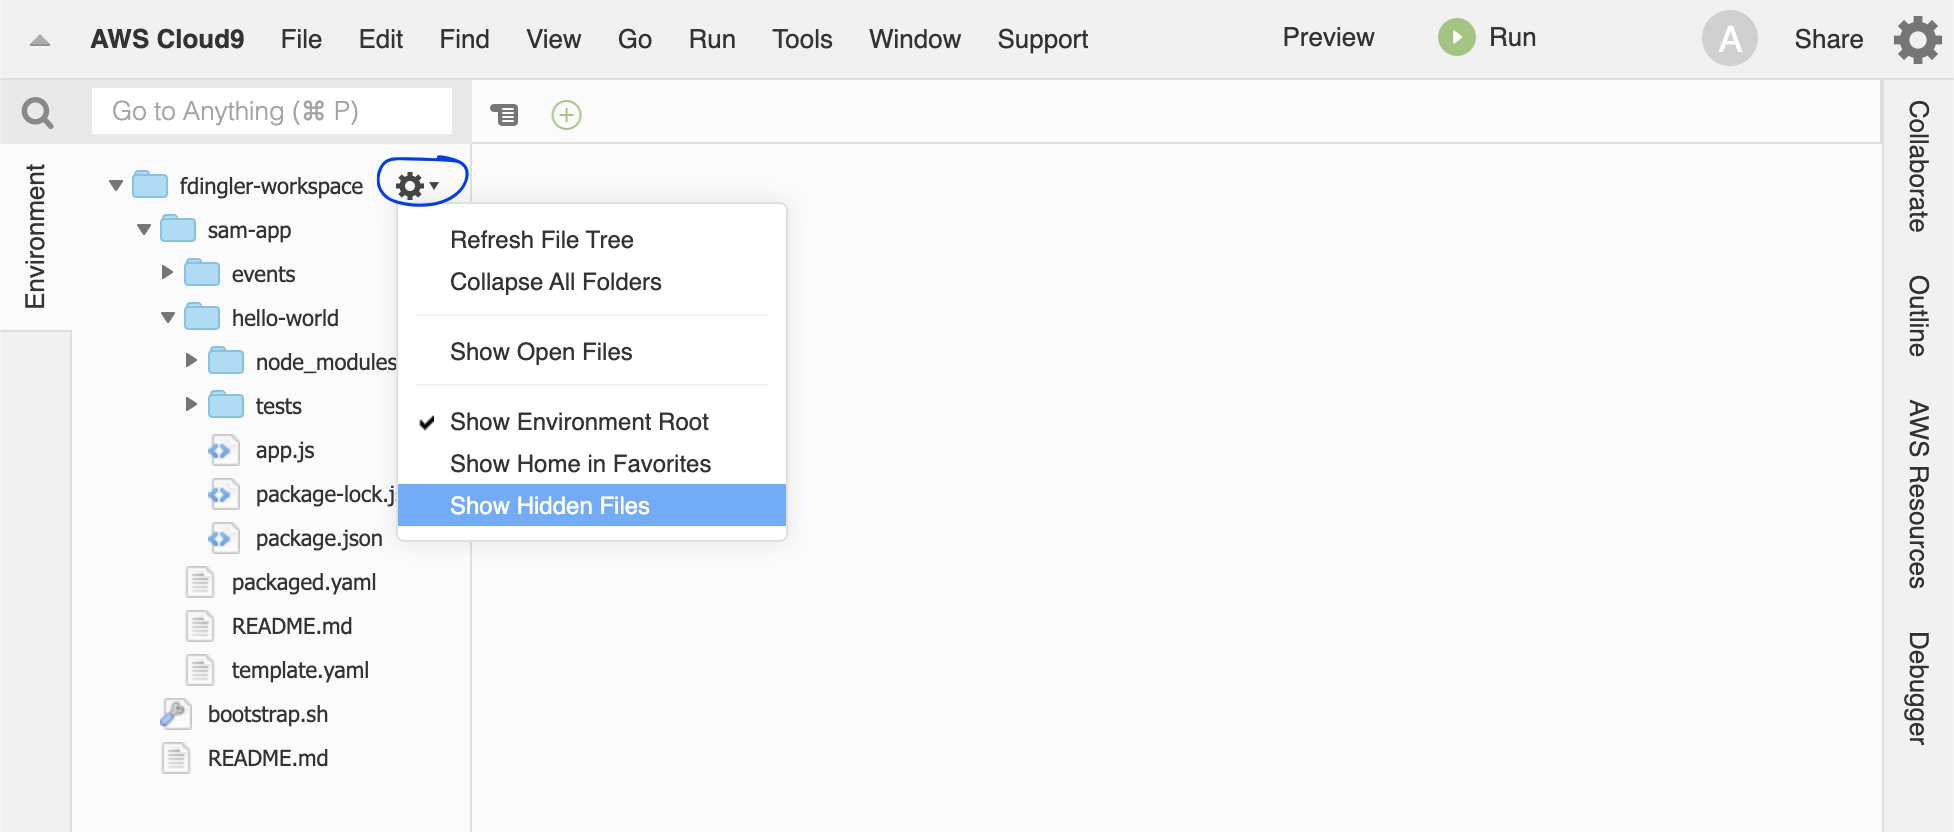 AWS Cloud9 File Edit Find View Go Run Tools Window Support Preview Run A Share
Go to Anything (⌘ P)
Environment
fdingler-workspace
sam-app
events
hello-world
node_modules
tests
app.js
package-lock.js
package.json
packaged.yaml
README.md
template.yaml
bootstrap.sh
README.md
Refresh File Tree
Collapse All Folders
Show Open Files
Show Environment Root
Show Home in Favorites
Show Hidden Files
Collaborate
Outline
AWS Resources
Debugger